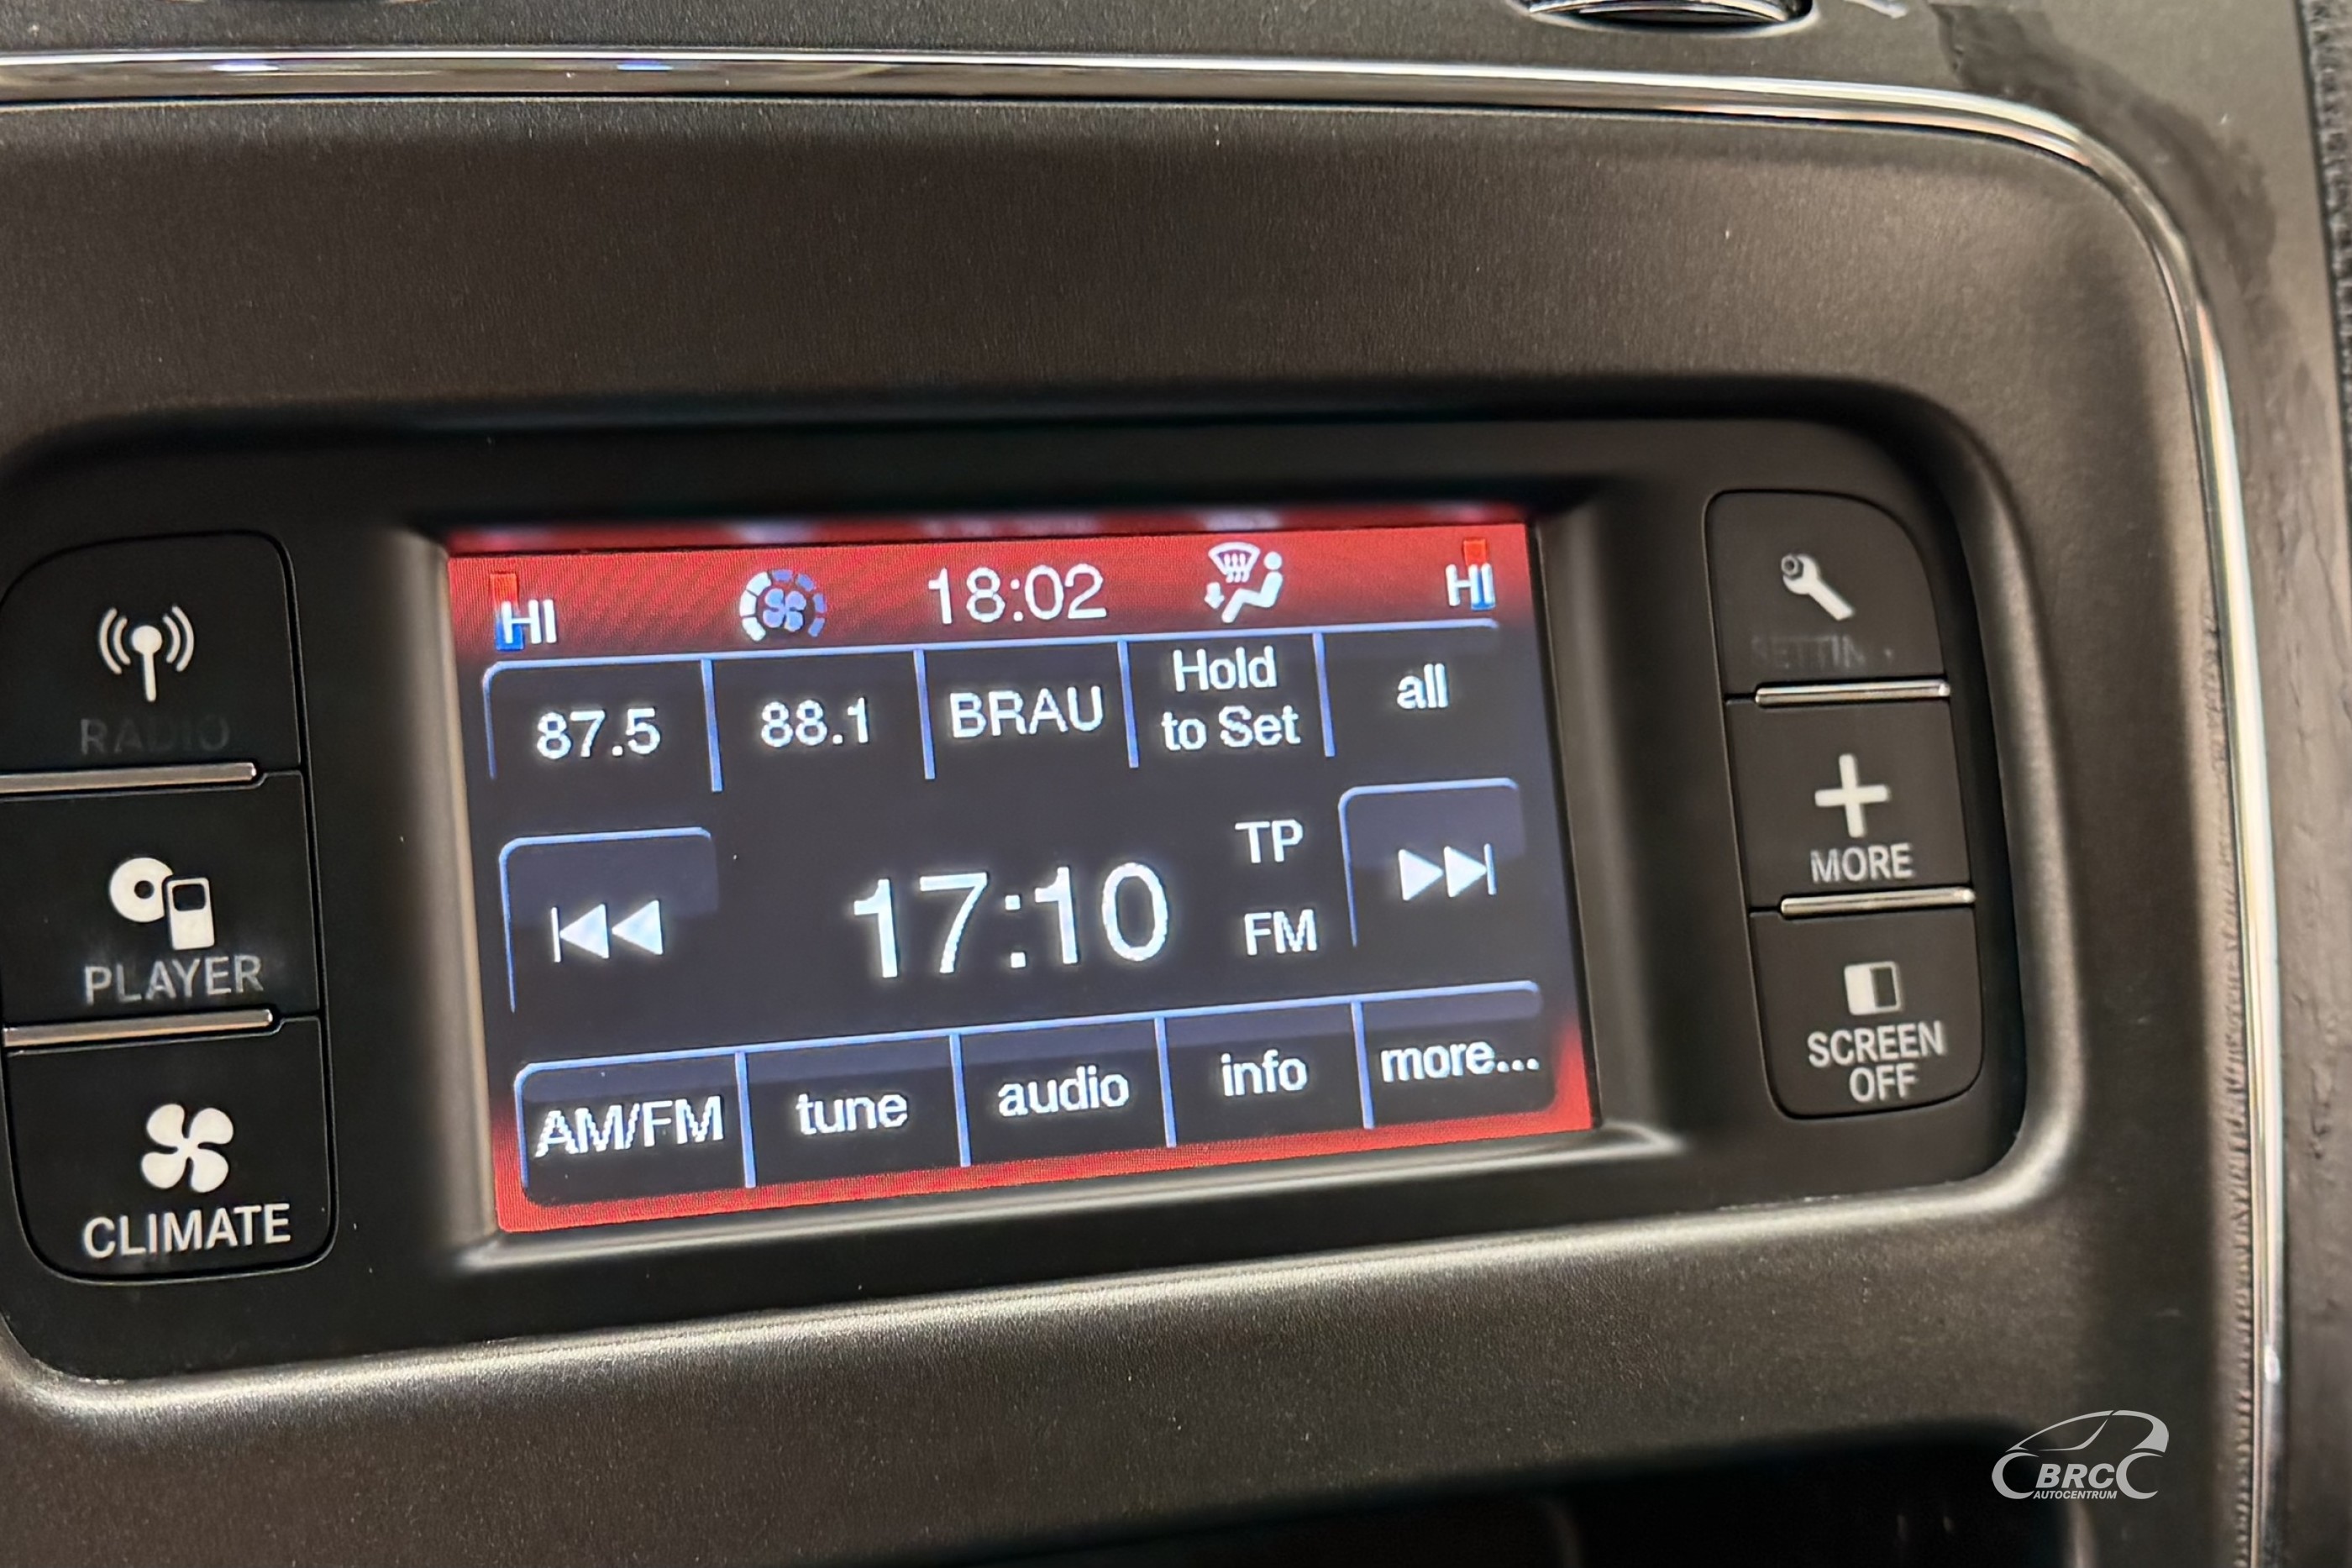 HI 18:02 HI
87.5 88.1 BRAU Hold to Set all
17:10 TP
FM
AM/FM tune audio info more...
RADIO
PLAYER
CLIMATE
MORE
SCREEN
OFF
BRC
AUTOCENTRUM